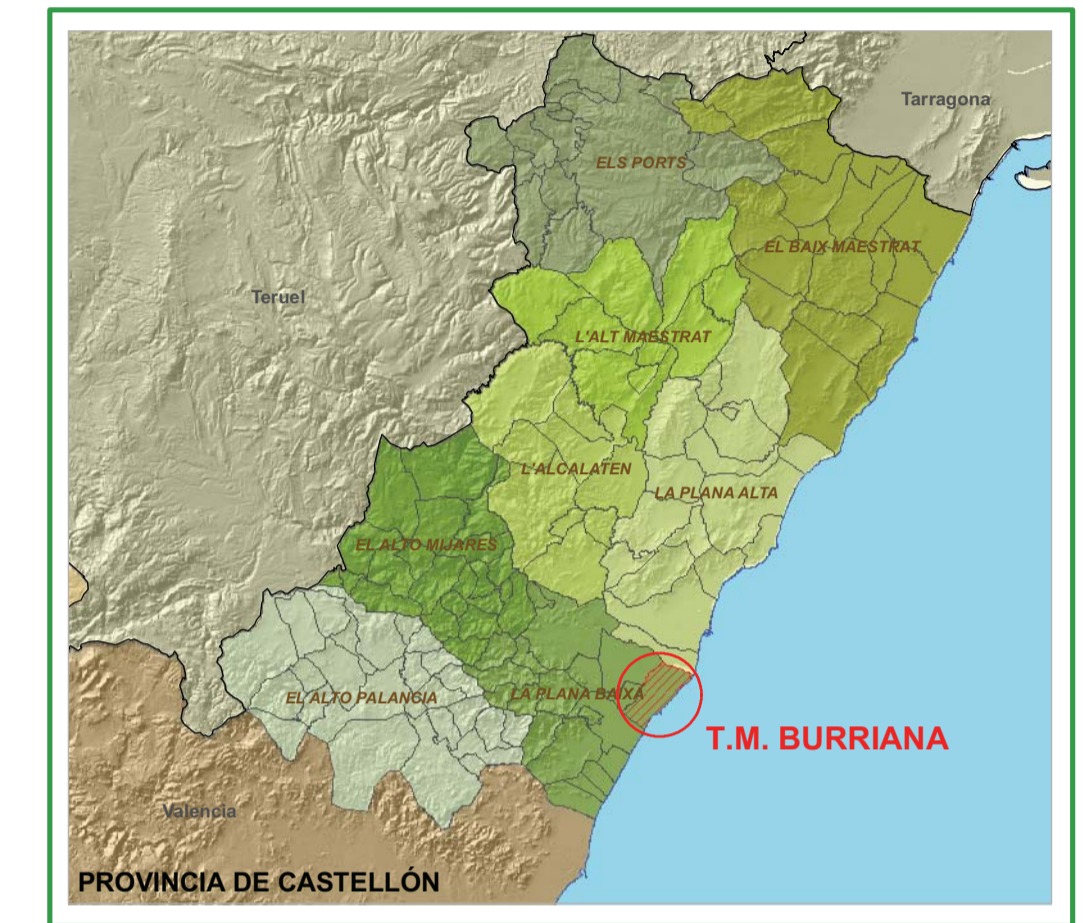 Tarragona
ELS PORTS
EL BAIX MAESTRAT
Teruel
L'ALT MAESTRAT
L'ALCALATEN
LA PLANA ALTA
EL ALTO MIJARES
EL ALTO PALANCIA
LA PLANA BAIXA
T.M. BURRIANA
Valencia
PROVINCIA DE CASTELLÓN